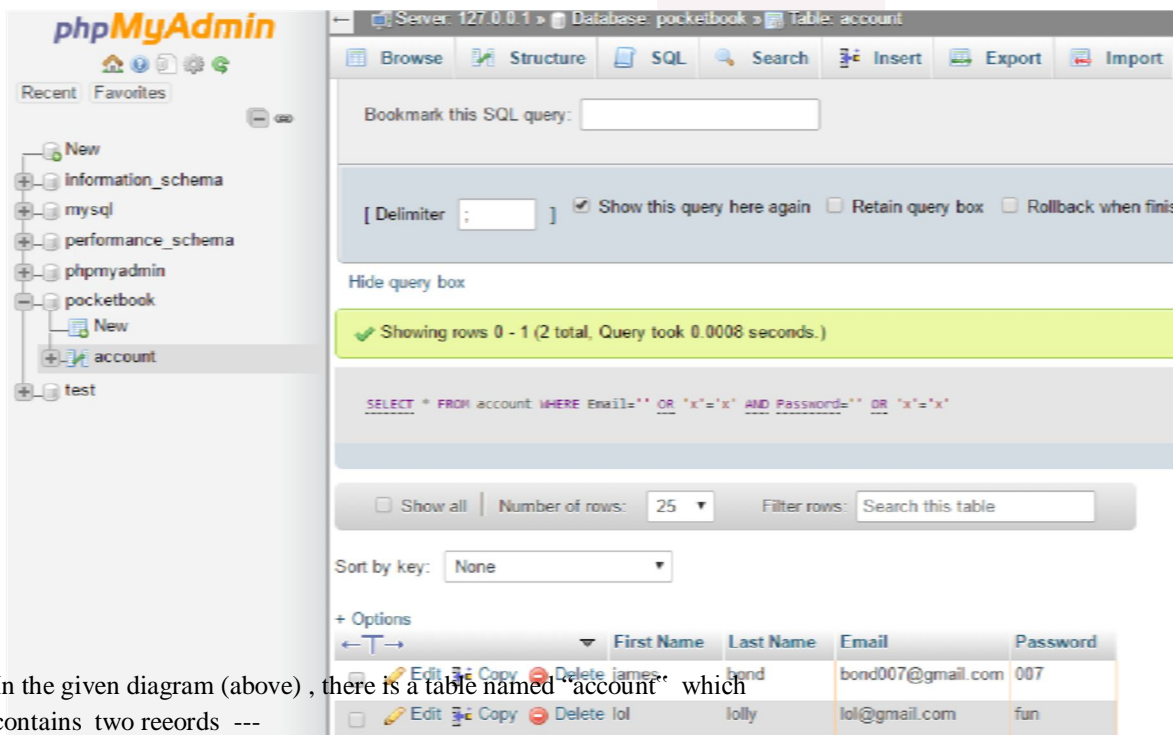 phpMyAdmin
Recent Favorites
New
information_schema
mysql
performance_schema
phpmyadmin
pocketbook
New
account
test
Server: 127.0.0.1 » Database: pocketbook » Table: account
Browse Structure SQL Search Insert Export Import
Bookmark this SQL query:
[ Delimiter ; ] Show this query here again Retain query box Rollback when finis
Hide query box
Showing rows 0 - 1 (2 total, Query took 0.0008 seconds.)
SELECT * FROM account WHERE Email='' OR 'x'='x' AND Password='' OR 'x'='x'
Show all Number of rows: 25 Filter rows: Search this table
Sort by key: None
+ Options
First Name Last Name Email Password
Edit Copy Delete james bond bond007@gmail.com 007
Edit Copy Delete lol lolly lol@gmail.com fun
n the given diagram (above) , there is a table named “account“ which
contains two reeords ---